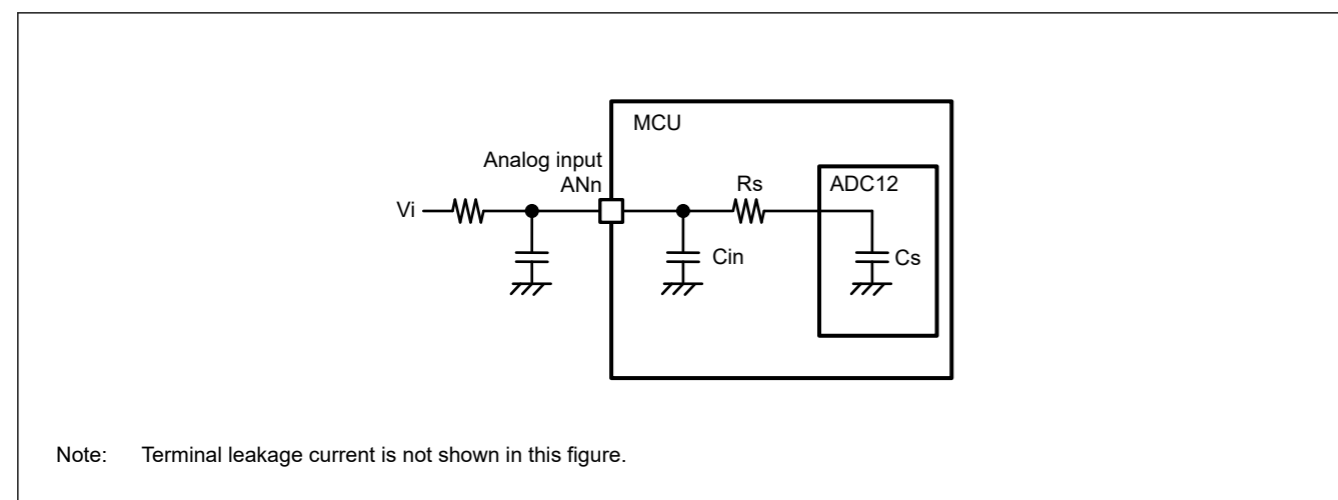 MCU
Analog input
ANn
Rs
ADC12
Vi
Cin
Cs
Note: Terminal leakage current is not shown in this figure.